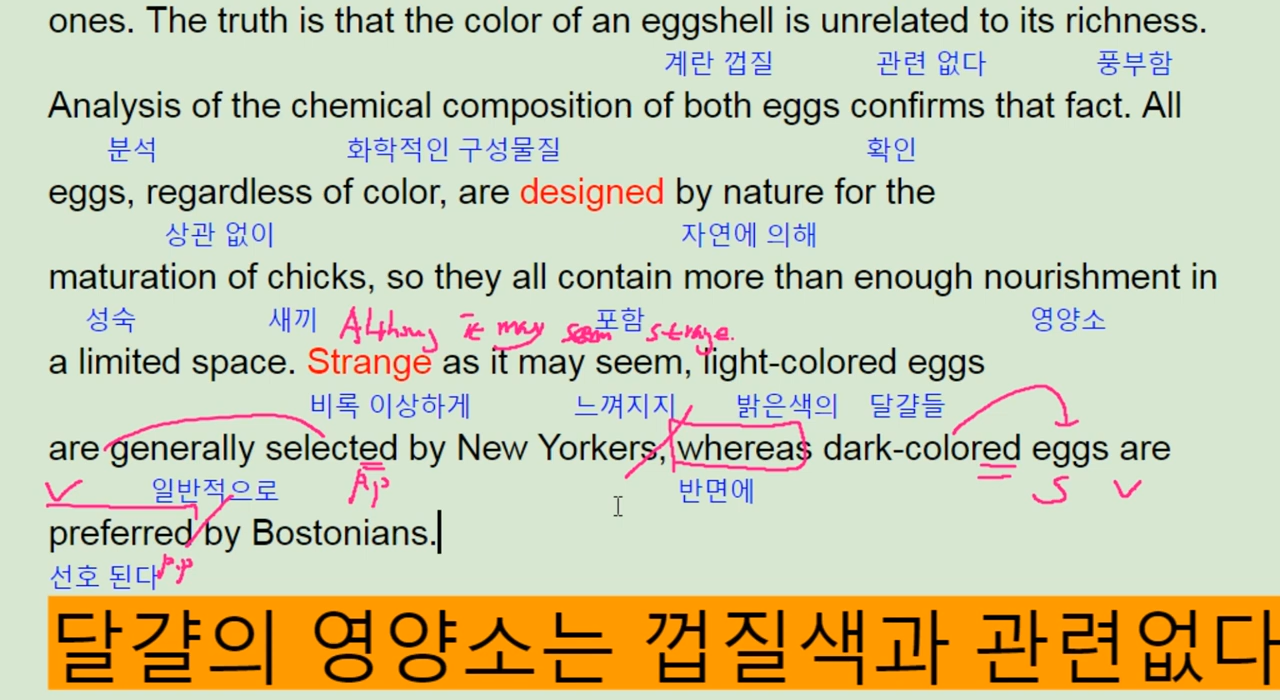 ones. The truth is that the color of an eggshell is unrelated to its richness.
계란 껍질 관련 없다 풍부함
Analysis of the chemical composition of both eggs confirms that fact. All
분석 화학적인 구성물질 확인
eggs, regardless of color, are designed by nature for the
상관 없이 자연에 의해
maturation of chicks, so they all contain more than enough nourishment in
성숙 새끼 포함 영양소
it may seem
a limited space. Strange as it may seem, light-colored eggs
비록 이상하게 느껴지지 밝은색의 달걀들
are generally selected by New Yorkers, whereas dark-colored eggs are
일반적으로 P.p 반면에 S V
preferred by Bostonians.
선호 된다 P.p
달걀의 영양소는 껍질색과 관련없다